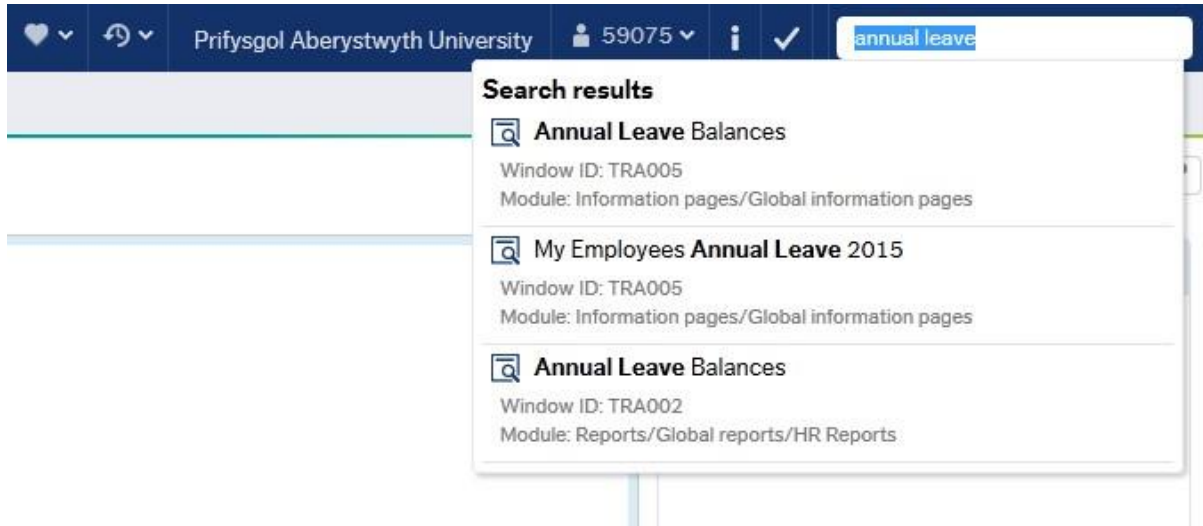 Prifysgol Aberystwyth University 59075 annual leave
Search results
Annual Leave Balances
Window ID: TRA005
Module: Information pages/Global information pages
My Employees Annual Leave 2015
Window ID: TRA005
Module: Information pages/Global information pages
Annual Leave Balances
Window ID: TRA002
Module: Reports/Global reports/HR Reports